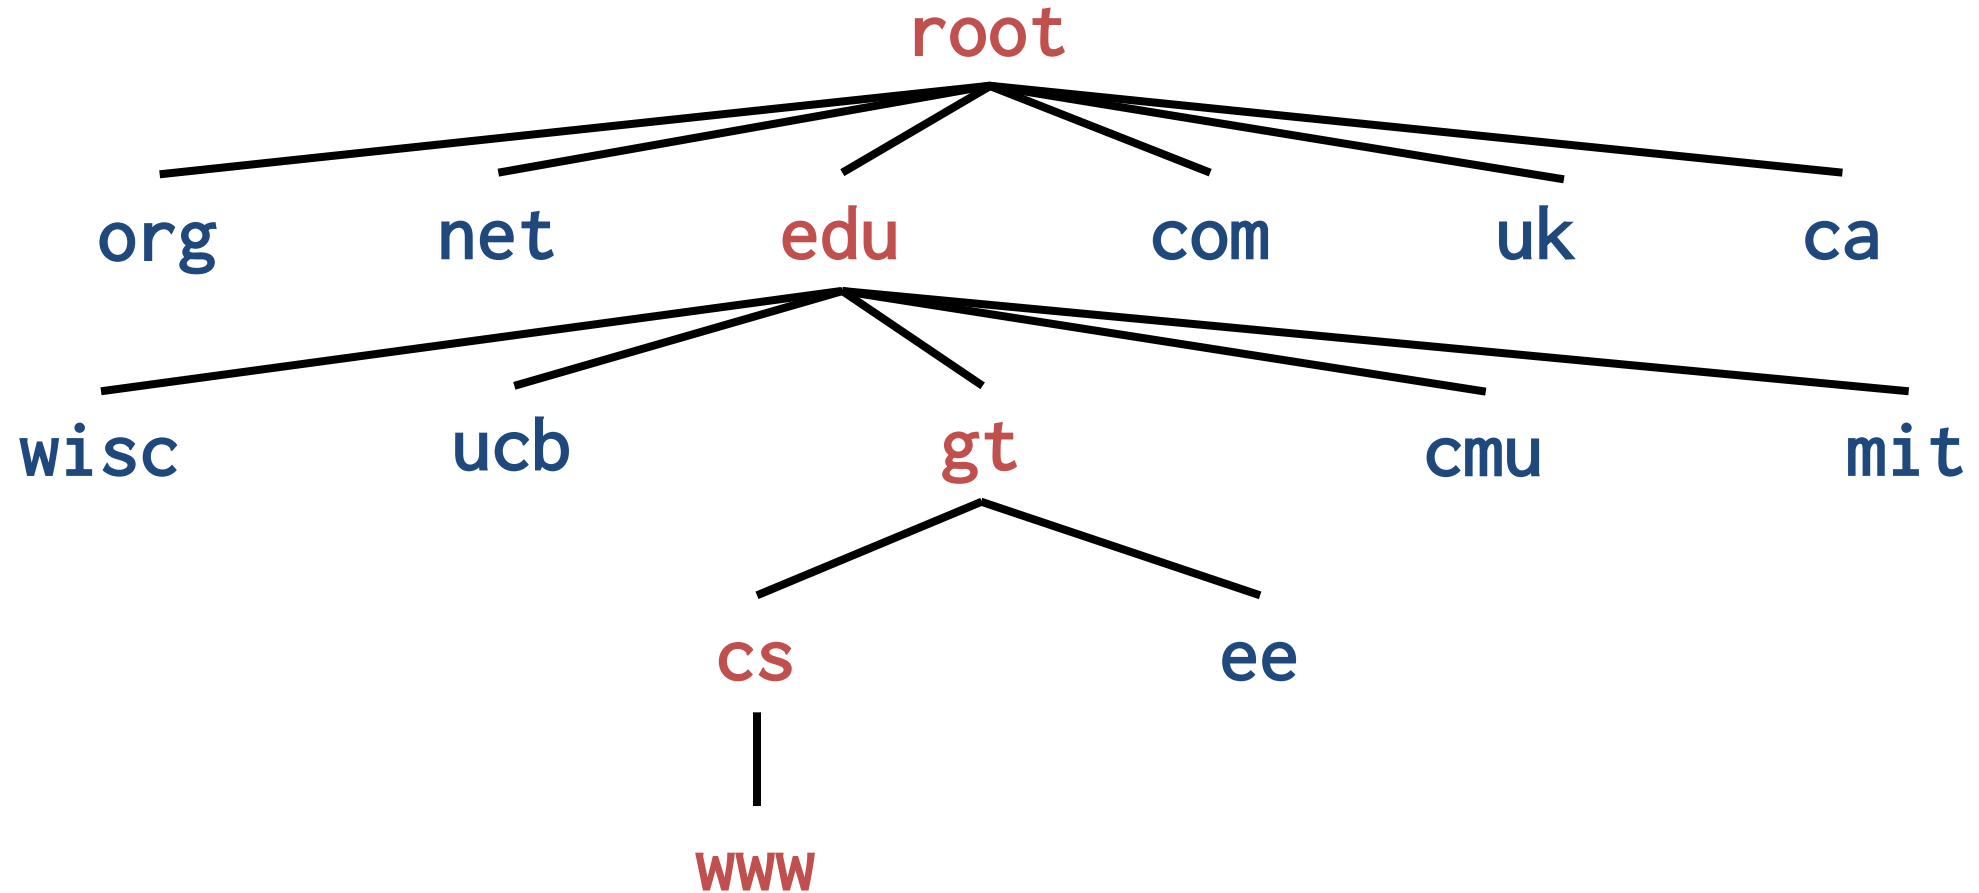 root
org net edu com uk ca
wisc ucb gt cmu mit
cs ee
www